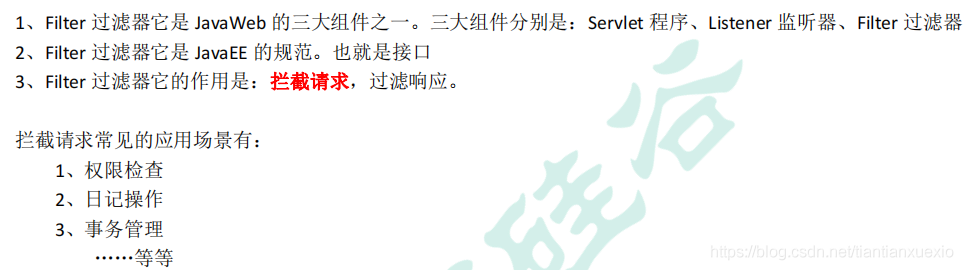 1、Filter 过滤器它是 JavaWeb 的三大组件之一。三大组件分别是：Servlet 程序、Listener 监听器、Filter 过滤器
2、Filter 过滤器它是 JavaEE 的规范。也就是接口
3、Filter 过滤器它的作用是：拦截请求，过滤响应。
拦截请求常见的应用场景有：
1、权限检查
2、日记操作
3、事务管理
……等等
硅谷
https://blog.csdn.net/tiantianxuexio